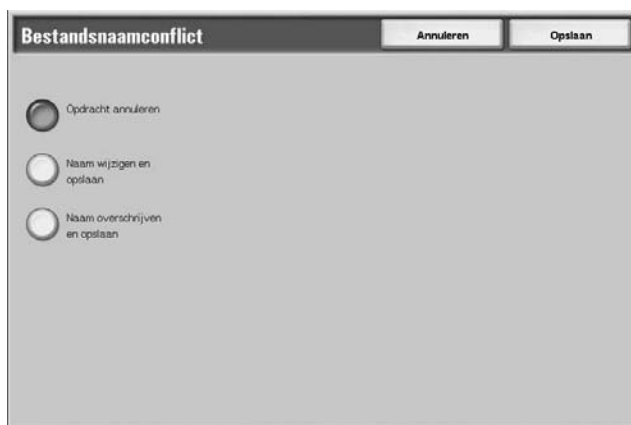 Bestandsnaamconflict
Annuleren
Opslaan
Opdracht annuleren
Naam wijzigen en
opslaan
Naam overschrijven
en opslaan